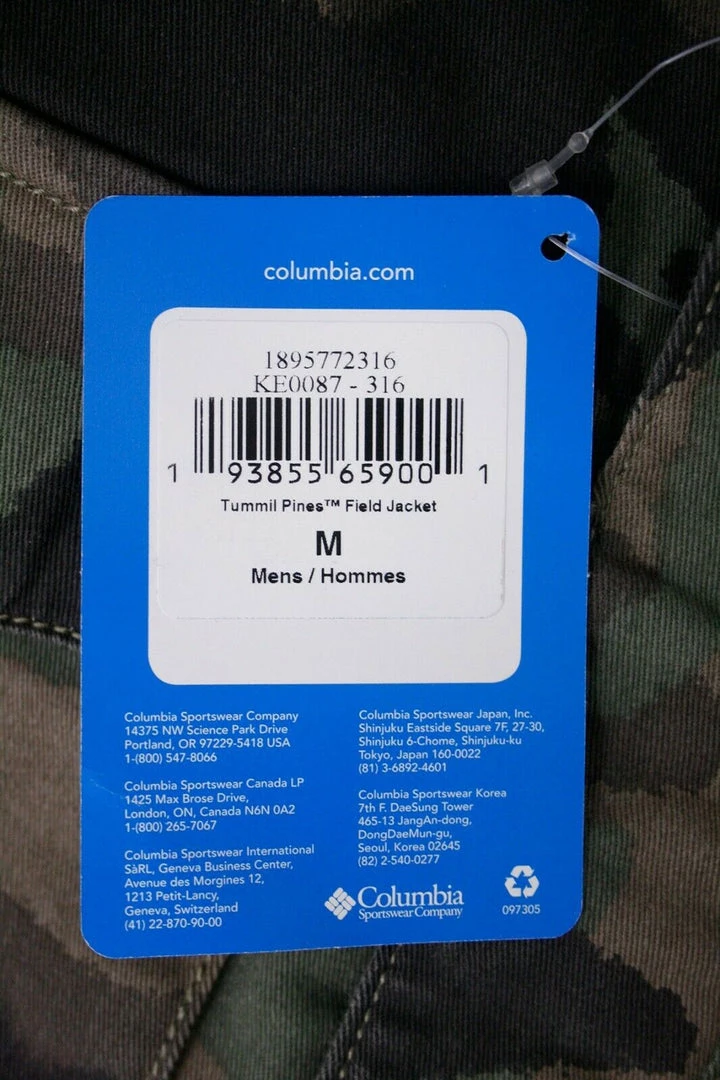 columbia.com
1895772316
KE0087 - 316
1 93855 65900 1
Tummil Pines™ Field Jacket
M
Mens / Hommes
Columbia Sportswear Company
14375 NW Science Park Drive
Portland, OR 97229-5418 USA
1-(800) 547-8066
Columbia Sportswear Canada LP
1425 Max Brose Drive,
London, ON, Canada N6N 0A2
1-(800) 265-7067
Columbia Sportswear International
SàRL, Geneva Business Center,
Avenue des Morgines 12,
1213 Petit-Lancy,
Geneva, Switzerland
(41) 22-870-90-00
Columbia Sportswear Japan, Inc.
Shinjuku Eastside Square 7F, 27-30,
Shinjuku 6-Chome, Shinjuku-ku
Tokyo, Japan 160-0022
(81) 3-6892-4601
Columbia Sportswear Korea
7th F. DaeSung Tower
465-13 JangAn-dong,
DongDaeMun-gu,
Seoul, Korea 02645
(82) 2-540-0277
Columbia
Sportswear Company
097305